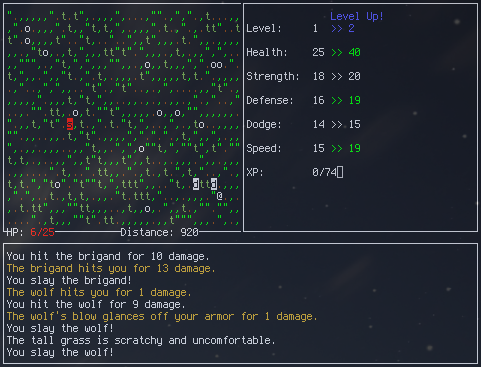 Level Up!
Level: 1 >> 2
Health: 25 >> 40
Strength: 18 >> 20
Defense: 16 >> 19
Dodge: 14 >> 15
Speed: 15 >> 19
XP: 0/74
HP: 6/25 Distance: 920
You hit the brigand for 10 damage.
The brigand hits you for 13 damage.
You slay the brigand!
The wolf hits you for 1 damage.
You hit the wolf for 9 damage.
The wolf's blow glances off your armor for 1 damage.
You slay the wolf!
The tall grass is scratchy and uncomfortable.
You slay the wolf!